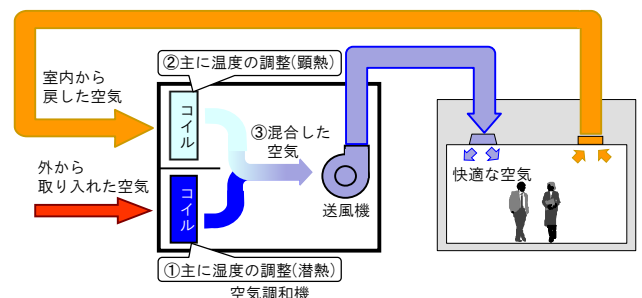 ②主に温度の調整(顕熱)
室内から
戻した空気
コイル
③混合した
空気
外から
取り入れた空気
コイル
送風機
快適な空気
①主に湿度の調整(潜熱)
空気調和機